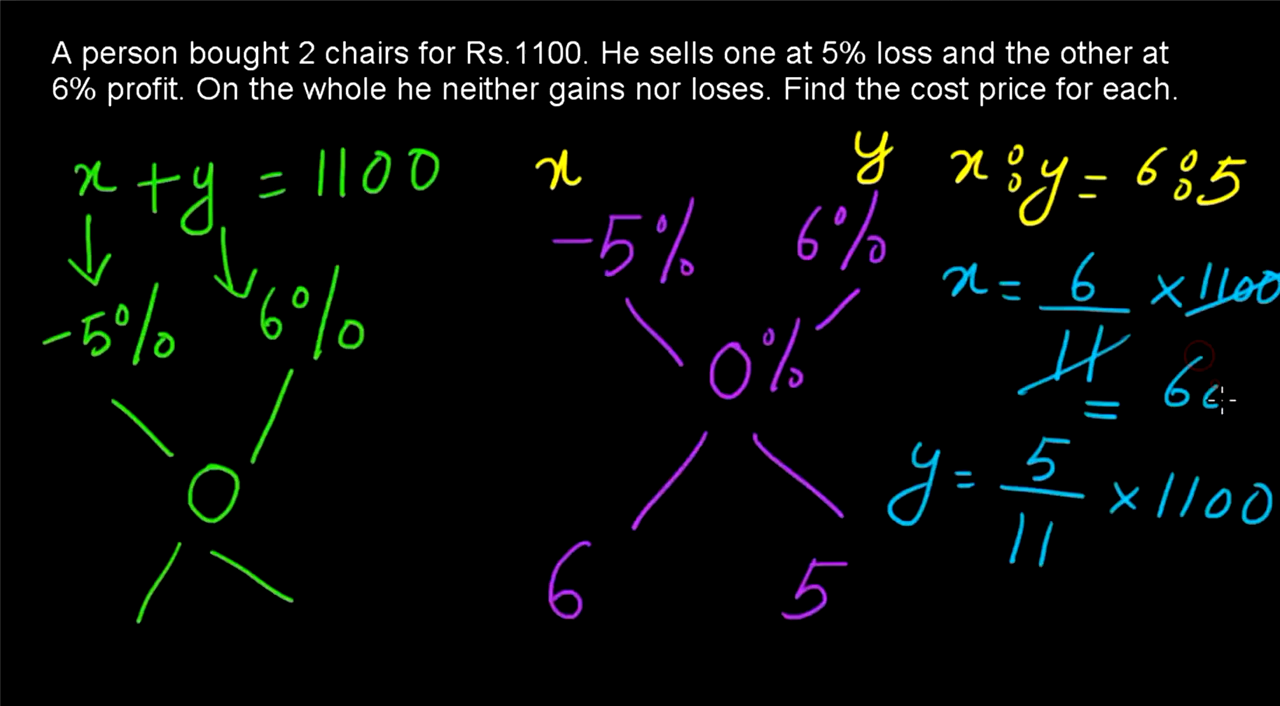 A person bought 2 chairs for Rs.1100. He sells one at 5% loss and the other at
6% profit. On the whole he neither gains nor loses. Find the cost price for each.
x + y = 1100
-5% 6%
0
x y
-5% 6%
0%
6 5
x : y = 6 : 5
x = 6/11 × 1100
= 6
y = 5/11 × 1100